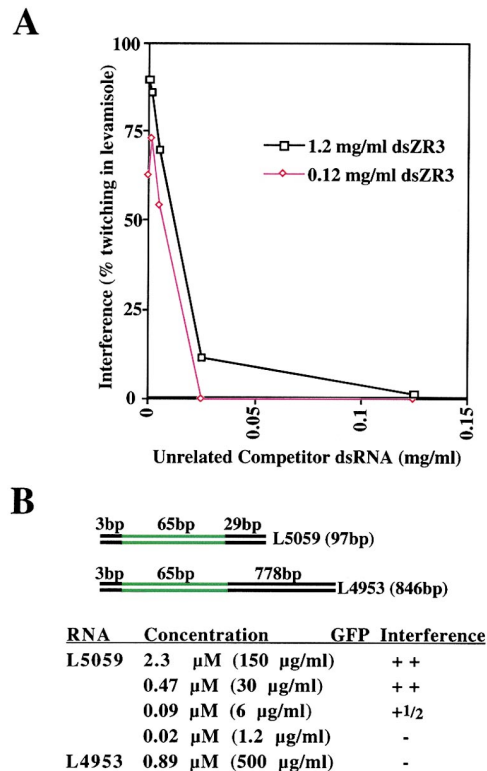 A
100
75
50
25
0
Interference (% twitching in levamisole)
1.2 mg/ml dsZR3
0.12 mg/ml dsZR3
0
0.05
0.1
0.15
Unrelated Competitor dsRNA (mg/ml)
B
3bp 65bp 29bp
L5059 (97bp)
3bp 65bp 778bp
L4953 (846bp)
RNA Concentration GFP Interference
L5059 2.3 µM (150 µg/ml) + +
0.47 µM (30 µg/ml) + +
0.09 µM (6 µg/ml) +1/2
0.02 µM (1.2 µg/ml) -
L4953 0.89 µM (500 µg/ml) -